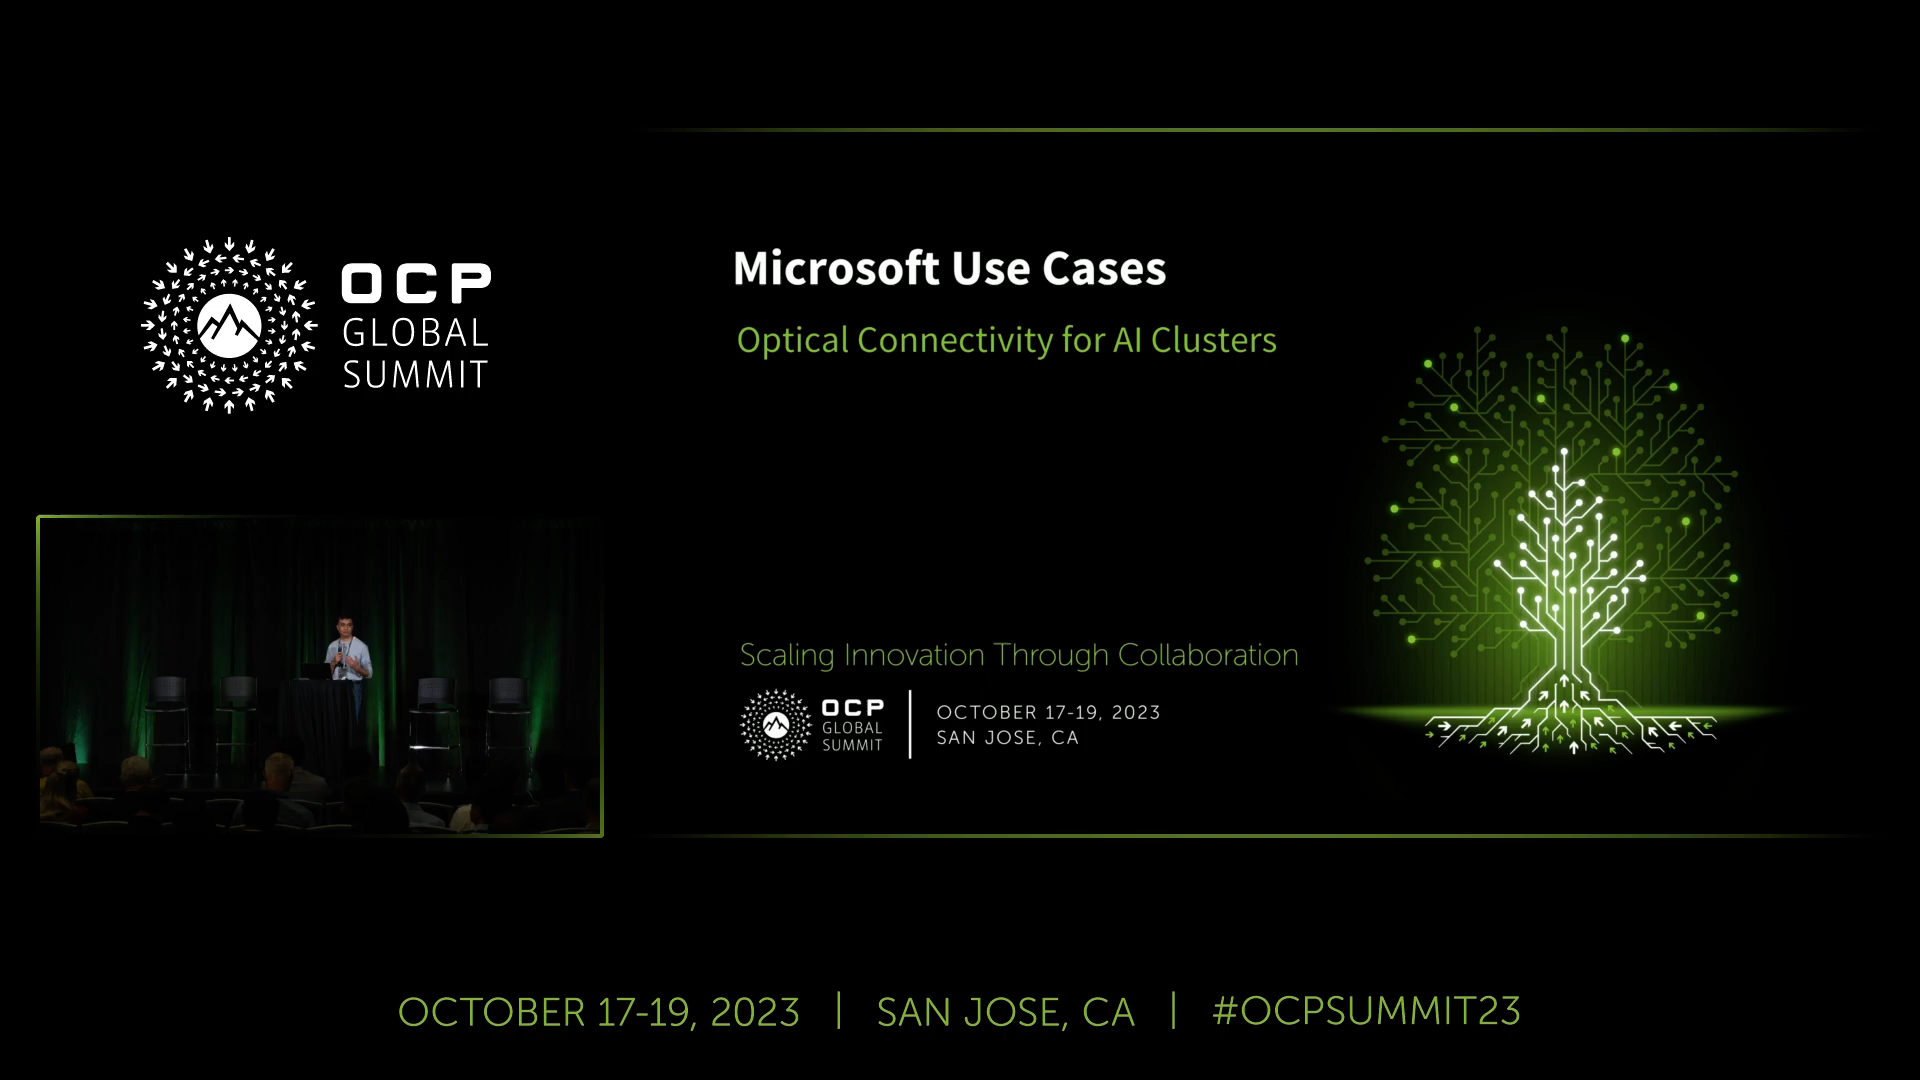 OCP
GLOBAL
SUMMIT
Microsoft Use Cases
Optical Connectivity for AI Clusters
Scaling Innovation Through Collaboration
OCP
GLOBAL
SUMMIT
OCTOBER 17-19, 2023
SAN JOSE, CA
OCTOBER 17-19, 2023 | SAN JOSE, CA | #OCPSUMMIT23